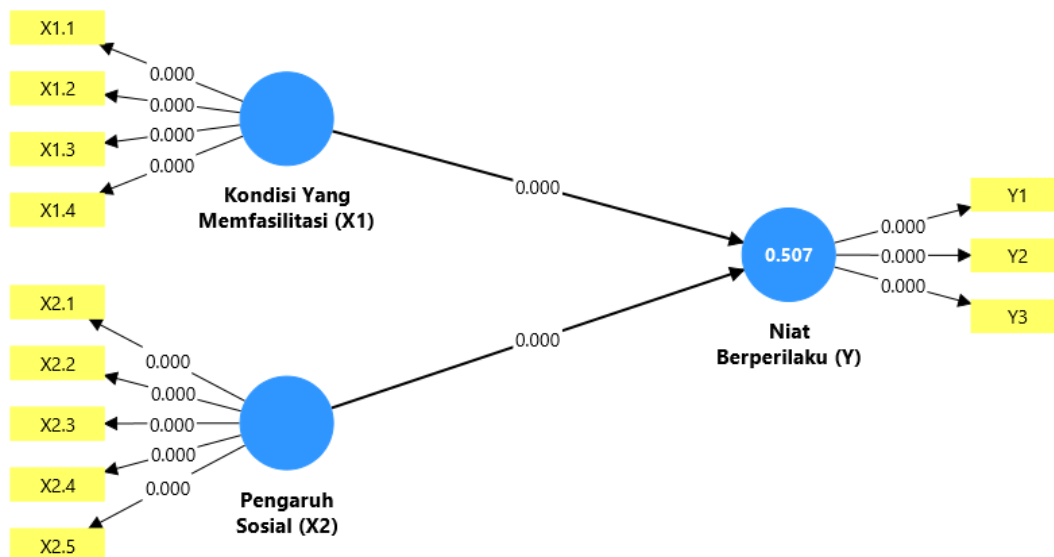 X1.1
X1.2
X1.3
X1.4
0.000
0.000
0.000
0.000
Kondisi Yang
Memfasilitasi (X1)
0.000
X2.1
X2.2
X2.3
X2.4
X2.5
0.000
0.000
0.000
0.000
0.000
Pengaruh
Sosial (X2)
0.000
0.507
Niat
Berperilaku (Y)
0.000
0.000
0.000
Y1
Y2
Y3